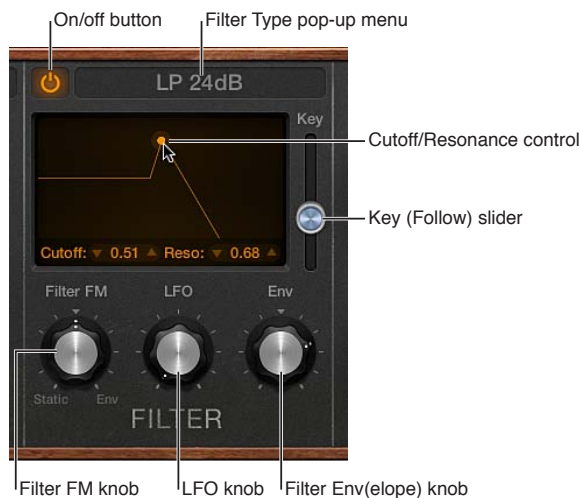 On/off button
Filter Type pop-up menu
LP 24dB
Key
Cutoff/Resonance control
Key (Follow) slider
Cutoff: 0.51 Reso: 0.68
Filter FM LFO Env
Static Env
FILTER
Filter FM knob
LFO knob
Filter Env(elope) knob